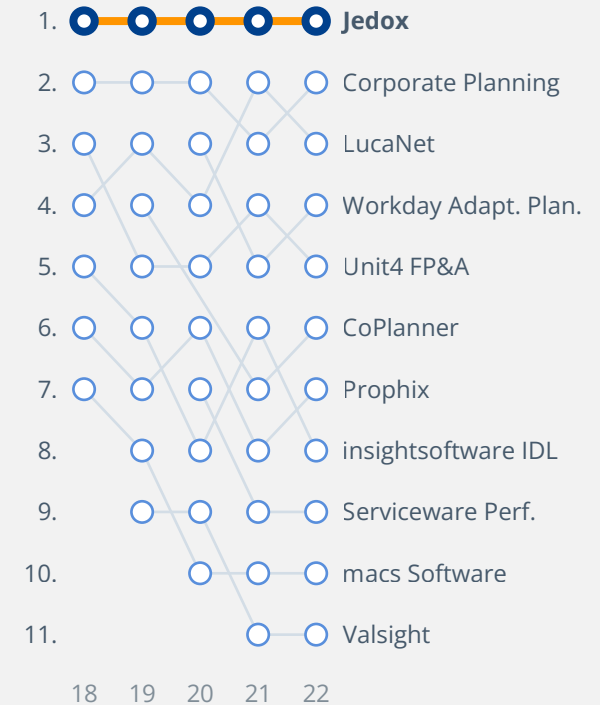 1. Jedox
2. Corporate Planning
3. LucaNet
4. Workday Adapt. Plan.
5. Unit4 FP&A
6. CoPlanner
7. Prophix
8. insightsoftware IDL
9. Serviceware Perf.
10. macs Software
11. Valsight
18 19 20 21 22